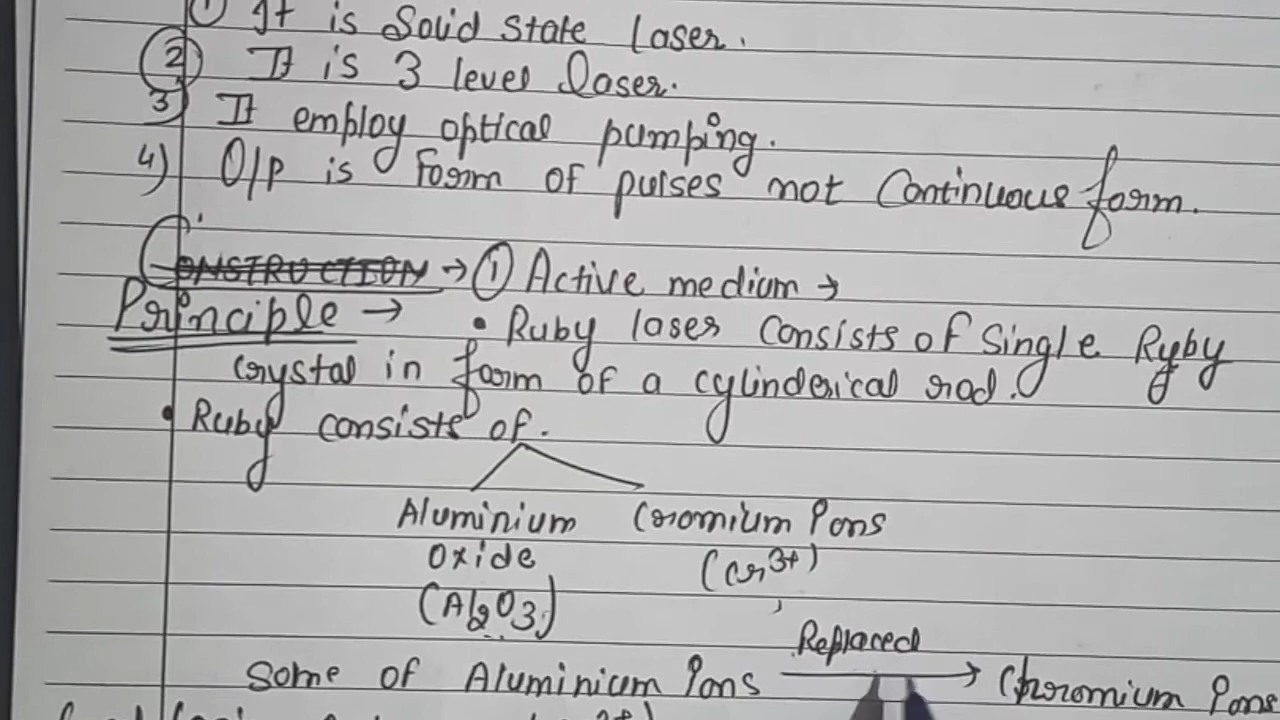 ① It is Solid State Laser.
② It is 3 level laser.
3) It employ optical pumping.
4) O/P is Form of pulses not Continuous form.
CONSTRUCTION → ① Active medium →
Principle → • Ruby laser consists of Single Ryby
crystal in form of a cylinderical rod.
• Ruby consists of.
Aluminium Cromium Ions
Oxide (Cr3+)
(Al2O3)
Replaced
Some of Aluminium Ions → Chromium Ions